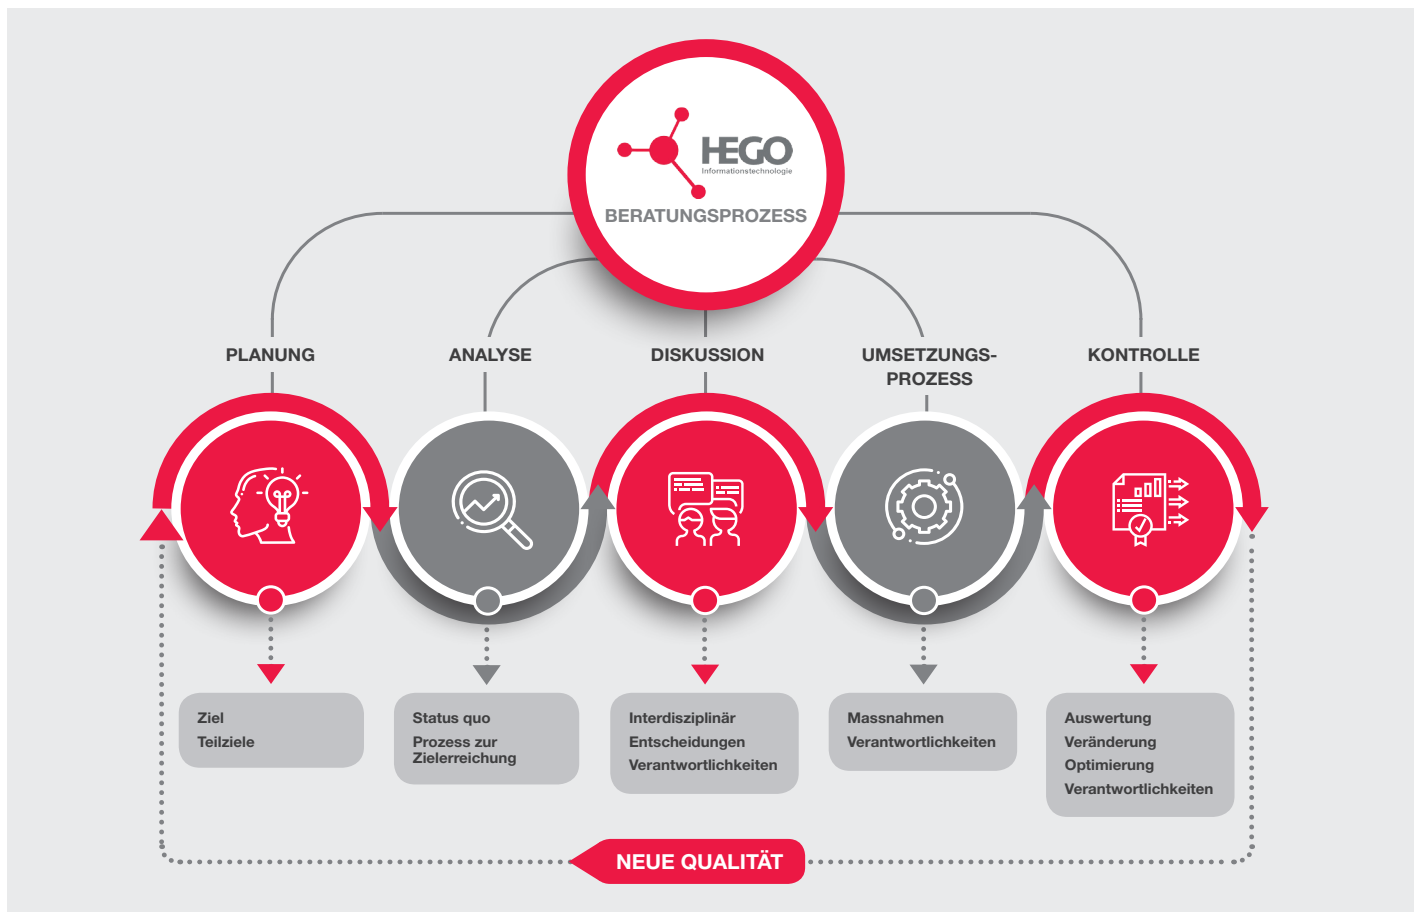 HEGO
Informationstechnologie
BERATUNGSPROZESS
PLANUNG
ANALYSE
DISKUSSION
UMSETZUNGS-
PROZESS
KONTROLLE
Ziel
Teilziele
Status quo
Prozess zur
Zielerreichung
Interdisziplinär
Entscheidungen
Verantwortlichkeiten
Massnahmen
Verantwortlichkeiten
Auswertung
Veränderung
Optimierung
Verantwortlichkeiten
NEUE QUALITÄT